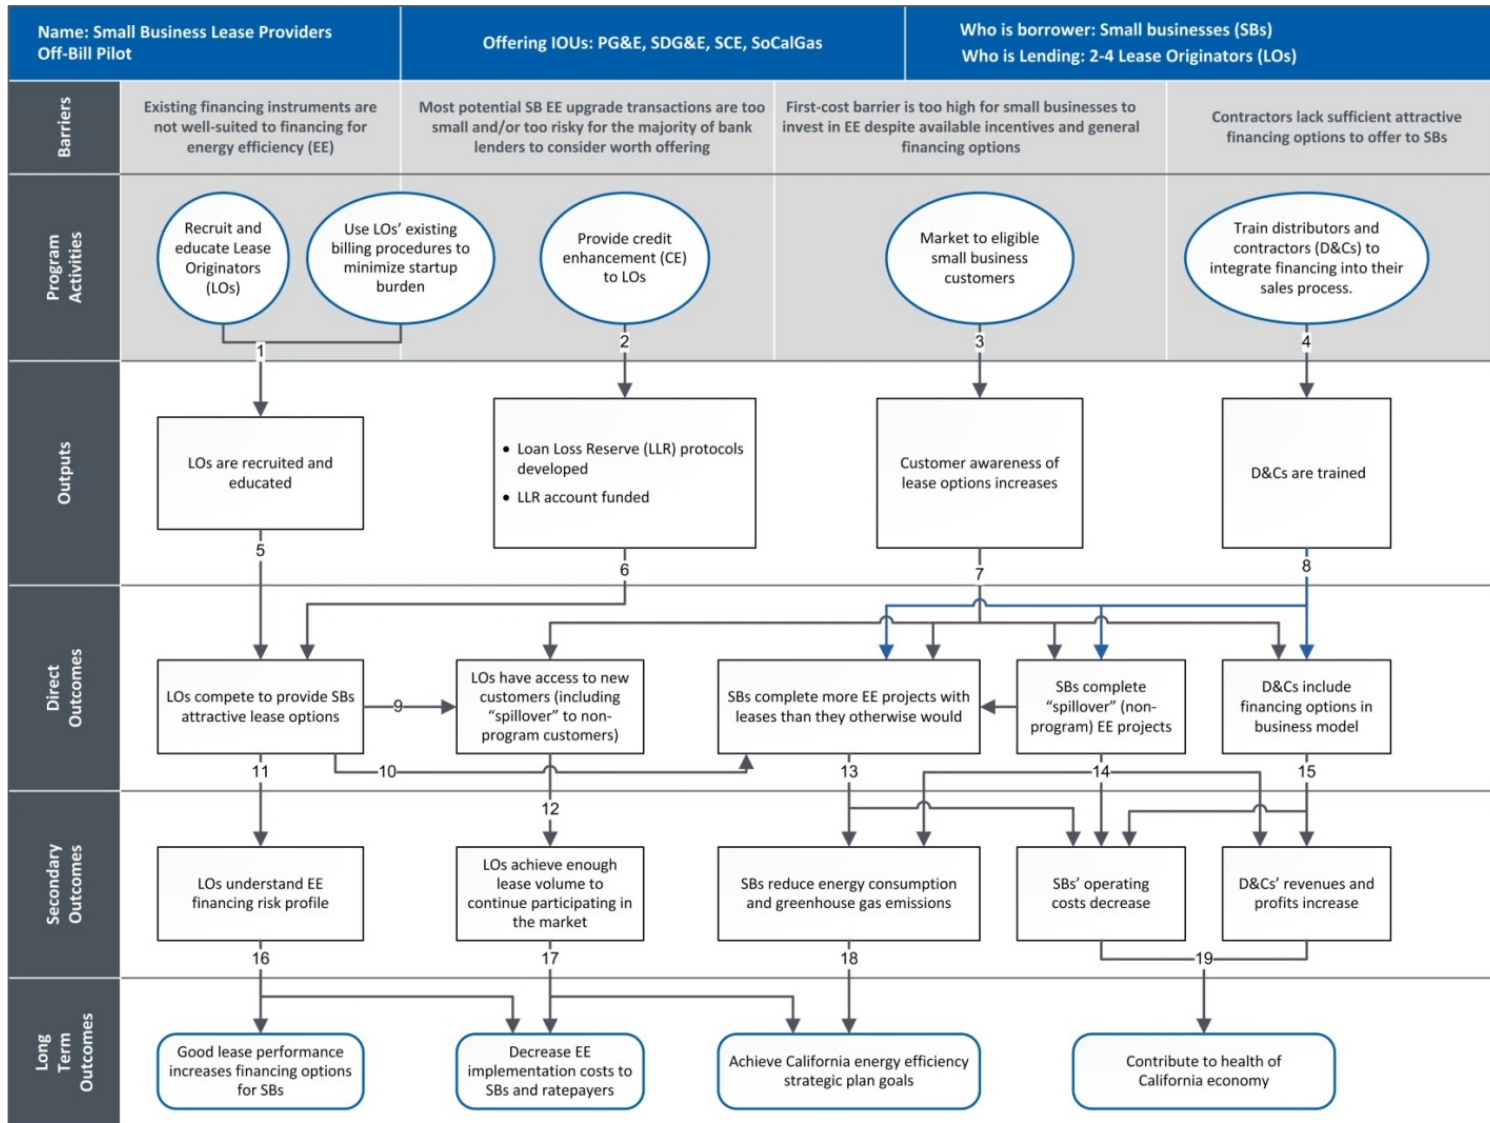 Name: Small Business Lease Providers
Off-Bill Pilot
Offering IOUs: PG&E, SDG&E, SCE, SoCalGas
Who is borrower: Small businesses (SBs)
Who is Lending: 2-4 Lease Originators (LOs)
Barriers
Existing financing instruments are
not well-suited to financing for
energy efficiency (EE)
Most potential SB EE upgrade transactions are too
small and/or too risky for the majority of bank
lenders to consider worth offering
First-cost barrier is too high for small businesses to
invest in EE despite available incentives and general
financing options
Contractors lack sufficient attractive
financing options to offer to SBs
Program
Activities
Recruit and
educate Lease
Originators
(LOs)
Use LOs’ existing
billing procedures to
minimize startup
burden
Provide credit
enhancement (CE)
to LOs
Market to eligible
small business
customers
Train distributors and
contractors (D&Cs) to
integrate financing into their
sales process.
1
2
3
4
Outputs
LOs are recruited and
educated
• Loan Loss Reserve (LLR) protocols
developed
• LLR account funded
Customer awareness of
lease options increases
D&Cs are trained
5
6
7
8
Direct
Outcomes
LOs compete to provide SBs
attractive lease options
9
LOs have access to new
customers (including
“spillover” to non-
program customers)
SBs complete more EE projects with
leases than they otherwise would
SBs complete
“spillover” (non-
program) EE projects
D&Cs include
financing options in
business model
10
11
12
13
14
15
Secondary
Outcomes
LOs understand EE
financing risk profile
LOs achieve enough
lease volume to
continue participating in
the market
SBs reduce energy consumption
and greenhouse gas emissions
SBs’ operating
costs decrease
D&Cs’ revenues and
profits increase
16
17
18
19
Long
Term
Outcomes
Good lease performance
increases financing options
for SBs
Decrease EE
implementation costs to
SBs and ratepayers
Achieve California energy efficiency
strategic plan goals
Contribute to health of
California economy